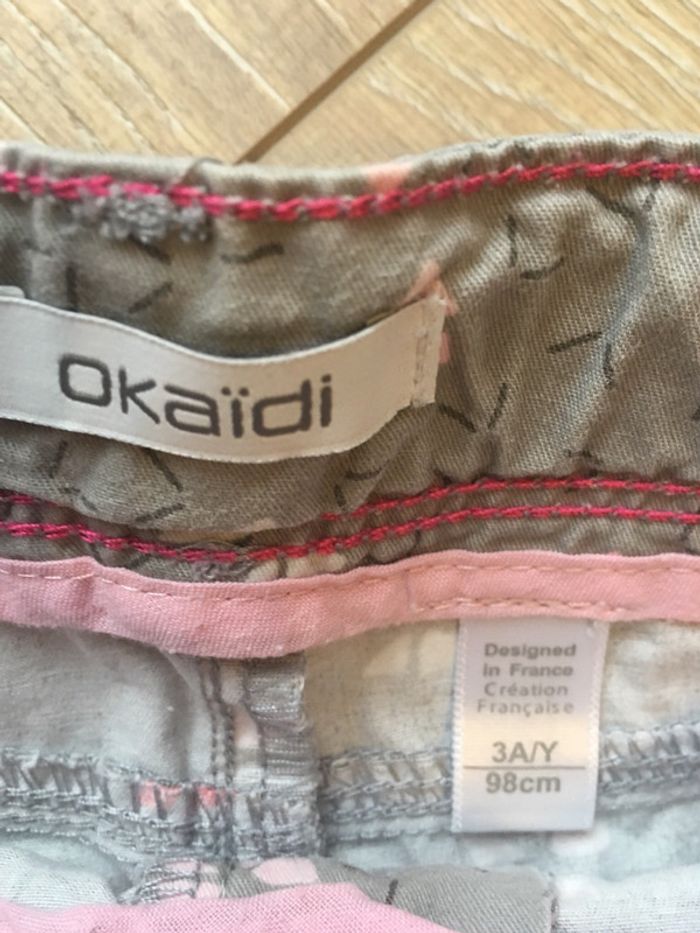 okaïdi
Designed
in France
Création
Française
3A/Y
98cm